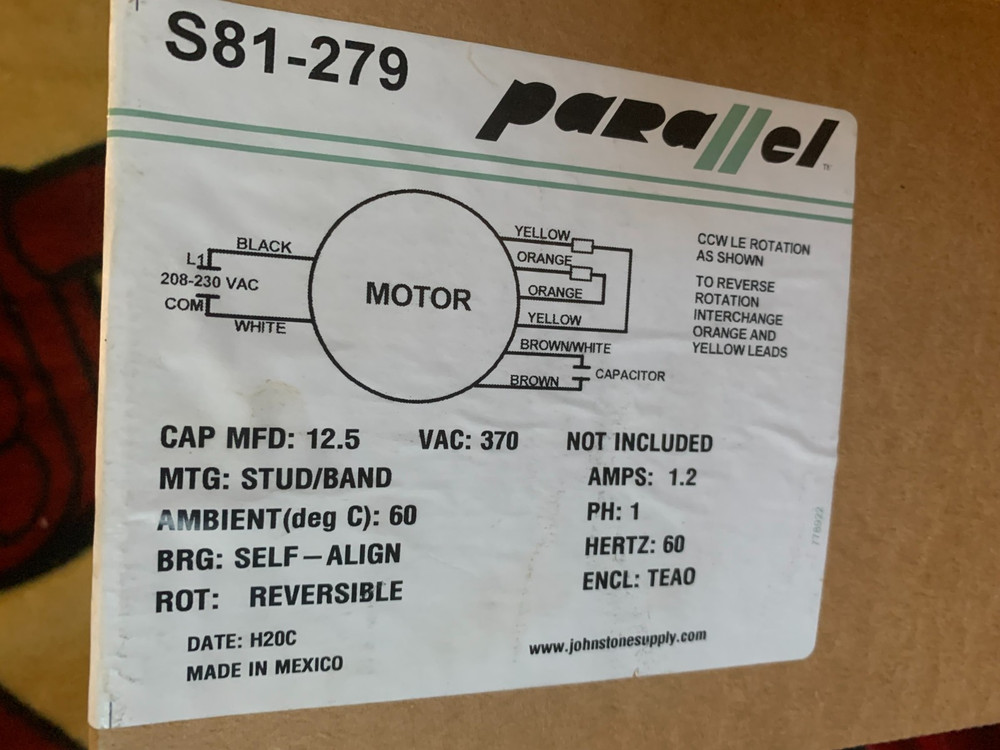 S81-279
paRallel
TM
BLACK
L1
208-230 VAC
COM
WHITE
MOTOR
YELLOW
ORANGE
ORANGE
YELLOW
BROWN/WHITE
BROWN
CAPACITOR
CCW LE ROTATION
AS SHOWN
TO REVERSE
ROTATION
INTERCHANGE
ORANGE AND
YELLOW LEADS
CAP MFD: 12.5 VAC: 370 NOT INCLUDED
MTG: STUD/BAND
AMBIENT(deg C): 60
BRG: SELF-ALIGN
ROT: REVERSIBLE
AMPS: 1.2
PH: 1
HERTZ: 60
ENCL: TEAO
DATE: H20C
MADE IN MEXICO
www.johnstonesupply.com